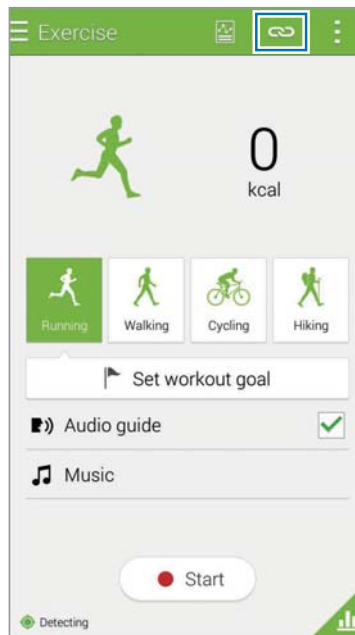 Exercise
0
kcal
Running
Walking
Cycling
Hiking
Set workout goal
Audio guide
Music
Start
Detecting